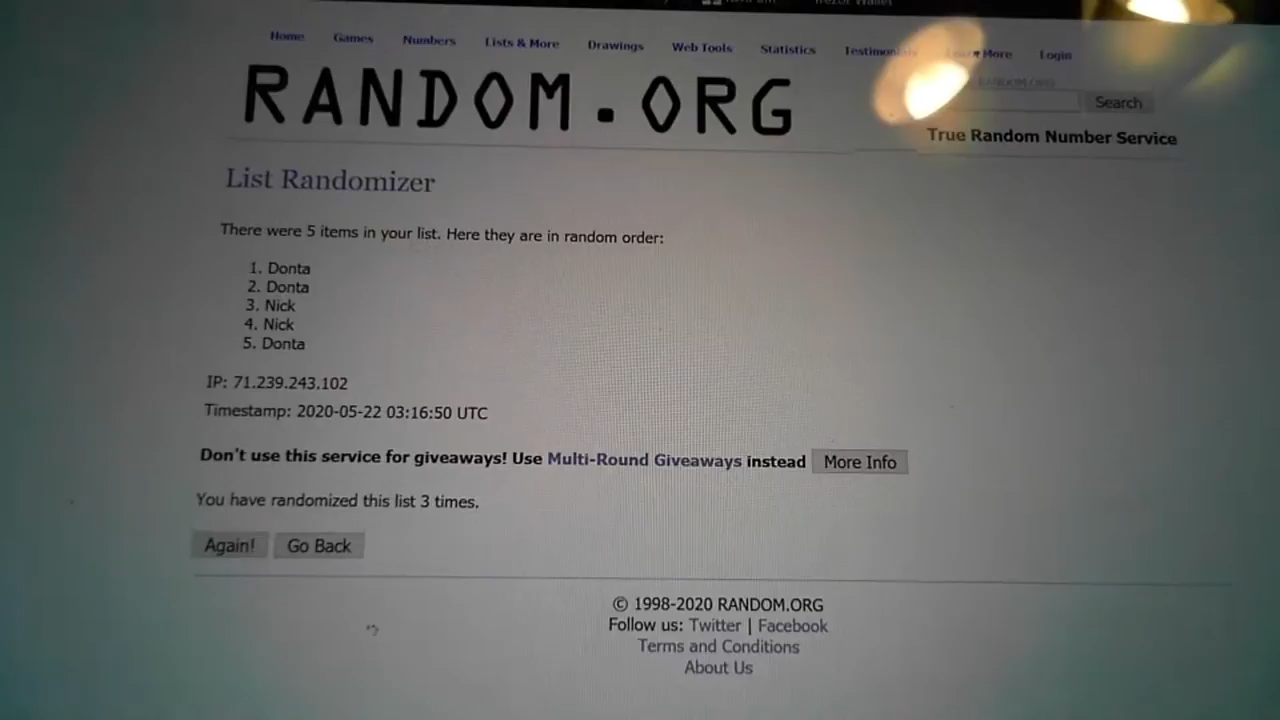 Trezor Wallet
Home Games Numbers Lists & More Drawings Web Tools Statistics Testimonials Learn More Login
RANDOM.ORG
RANDOM.ORG
Search
True Random Number Service
List Randomizer
There were 5 items in your list. Here they are in random order:
1. Donta
2. Donta
3. Nick
4. Nick
5. Donta
IP: 71.239.243.102
Timestamp: 2020-05-22 03:16:50 UTC
Don't use this service for giveaways! Use Multi-Round Giveaways instead More Info
You have randomized this list 3 times.
Again! Go Back
© 1998-2020 RANDOM.ORG
Follow us: Twitter | Facebook
Terms and Conditions
About Us